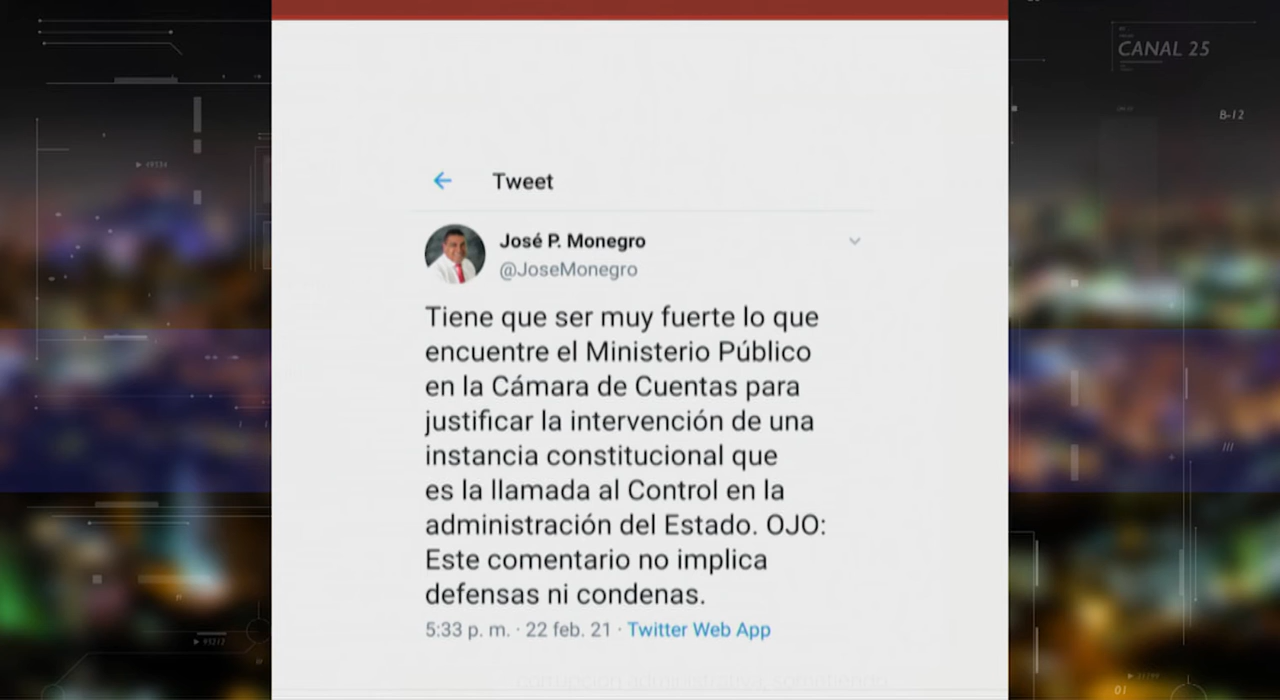 CANAL 25
B-12
Tweet
José P. Monegro
@JoseMonegro
Tiene que ser muy fuerte lo que
encuentre el Ministerio Público
en la Cámara de Cuentas para
justificar la intervención de una
instancia constitucional que
es la llamada al Control en la
administración del Estado. OJO:
Este comentario no implica
defensas ni condenas.
5:33 p. m. · 22 feb. 21 · Twitter Web App
01